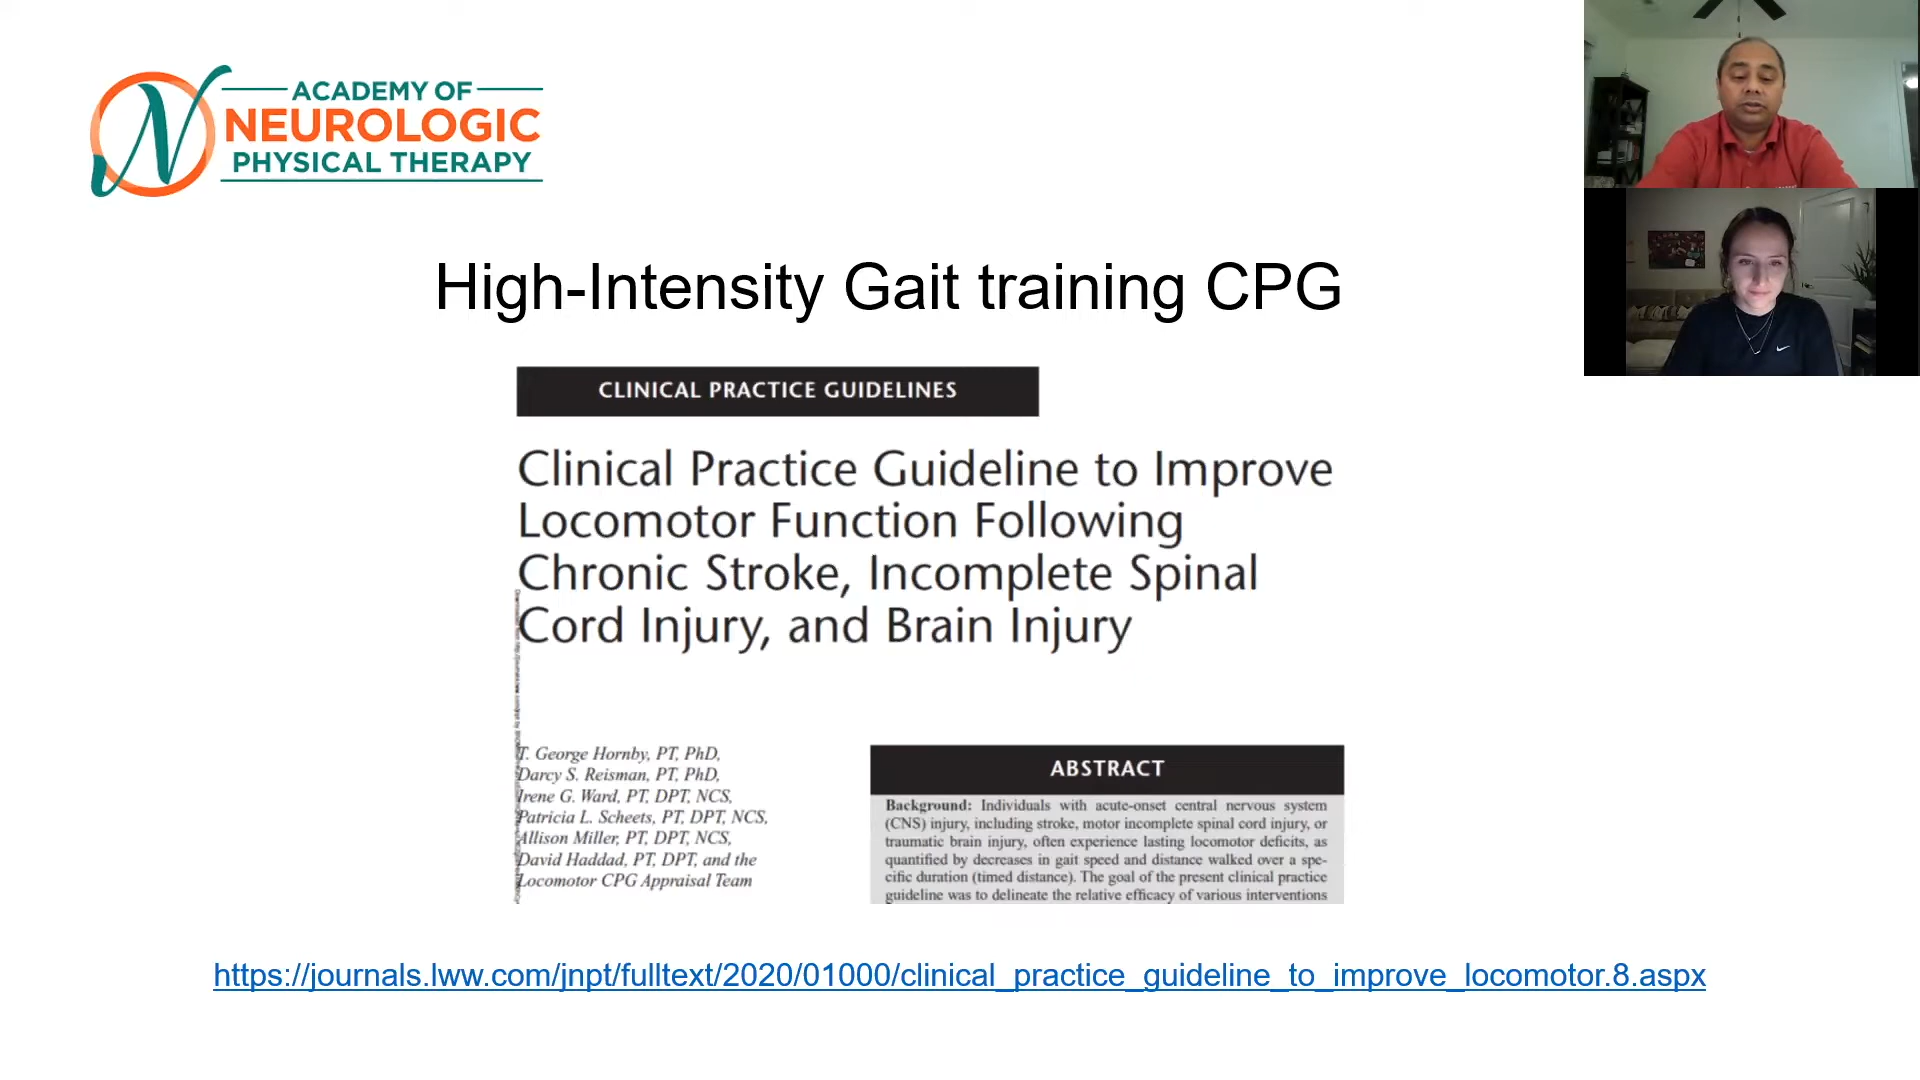 ACADEMY OF
NEUROLOGIC
PHYSICAL THERAPY
High-Intensity Gait training CPG
CLINICAL PRACTICE GUIDELINES
Clinical Practice Guideline to Improve
Locomotor Function Following
Chronic Stroke, Incomplete Spinal
Cord Injury, and Brain Injury
T. George Hornby, PT, PhD,
Darcy S. Reisman, PT, PhD,
Irene G. Ward, PT, DPT, NCS,
Patricia L. Scheets, PT, DPT, NCS,
Allison Miller, PT, DPT, NCS,
David Haddad, PT, DPT, and the
Locomotor CPG Appraisal Team
ABSTRACT
Background: Individuals with acute-onset central nervous system
(CNS) injury, including stroke, motor incomplete spinal cord injury, or
traumatic brain injury, often experience lasting locomotor deficits, as
quantified by decreases in gait speed and distance walked over a spe-
cific duration (timed distance). The goal of the present clinical practice
guideline was to delineate the relative efficacy of various interventions
https://journals.lww.com/jnpt/fulltext/2020/01000/clinical_practice_guideline_to_improve_locomotor.8.aspx